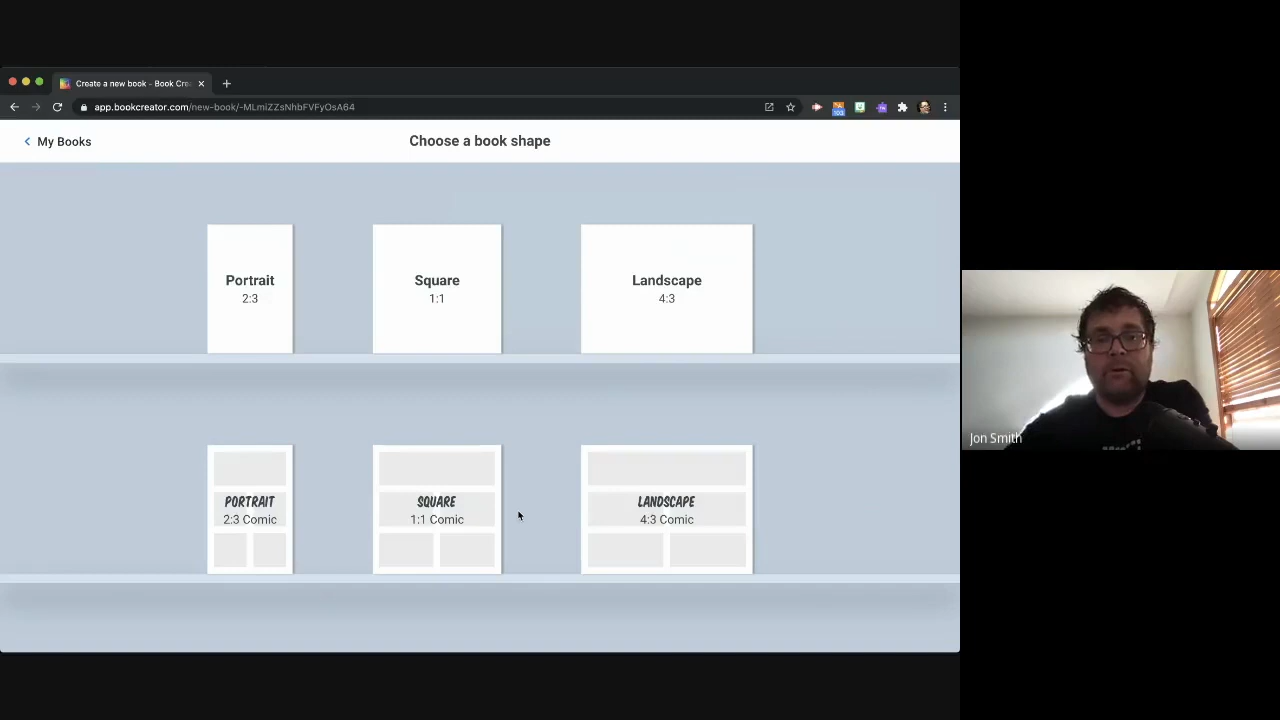 Create a new book - Book Cre
app.bookcreator.com/new-book/-MLmiZZsNhbFVFyOsA64
103
My Books
Choose a book shape
Portrait
2:3
Square
1:1
Landscape
4:3
PORTRAIT
2:3 Comic
SQUARE
1:1 Comic
LANDSCAPE
4:3 Comic
Jon Smith